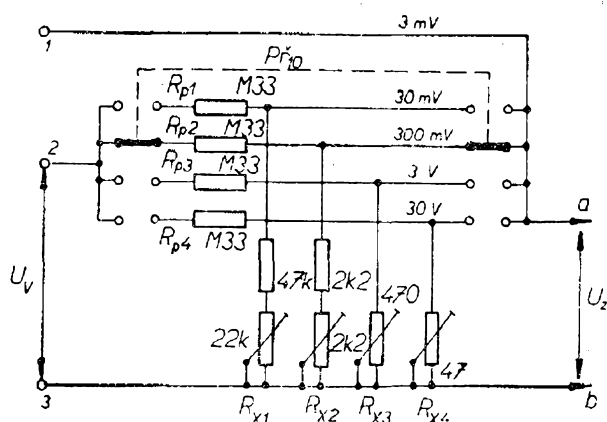 1
3 mV
Př10
Rp1 M33 30 mV
Rp2 M33 300 mV
2
Rp3 M33 3 V
Rp4 M33 30 V
a
Uv
47k 2k2 470
Uz
22k 2k2 47
3
Rx1 Rx2 Rx3 Rx4
b